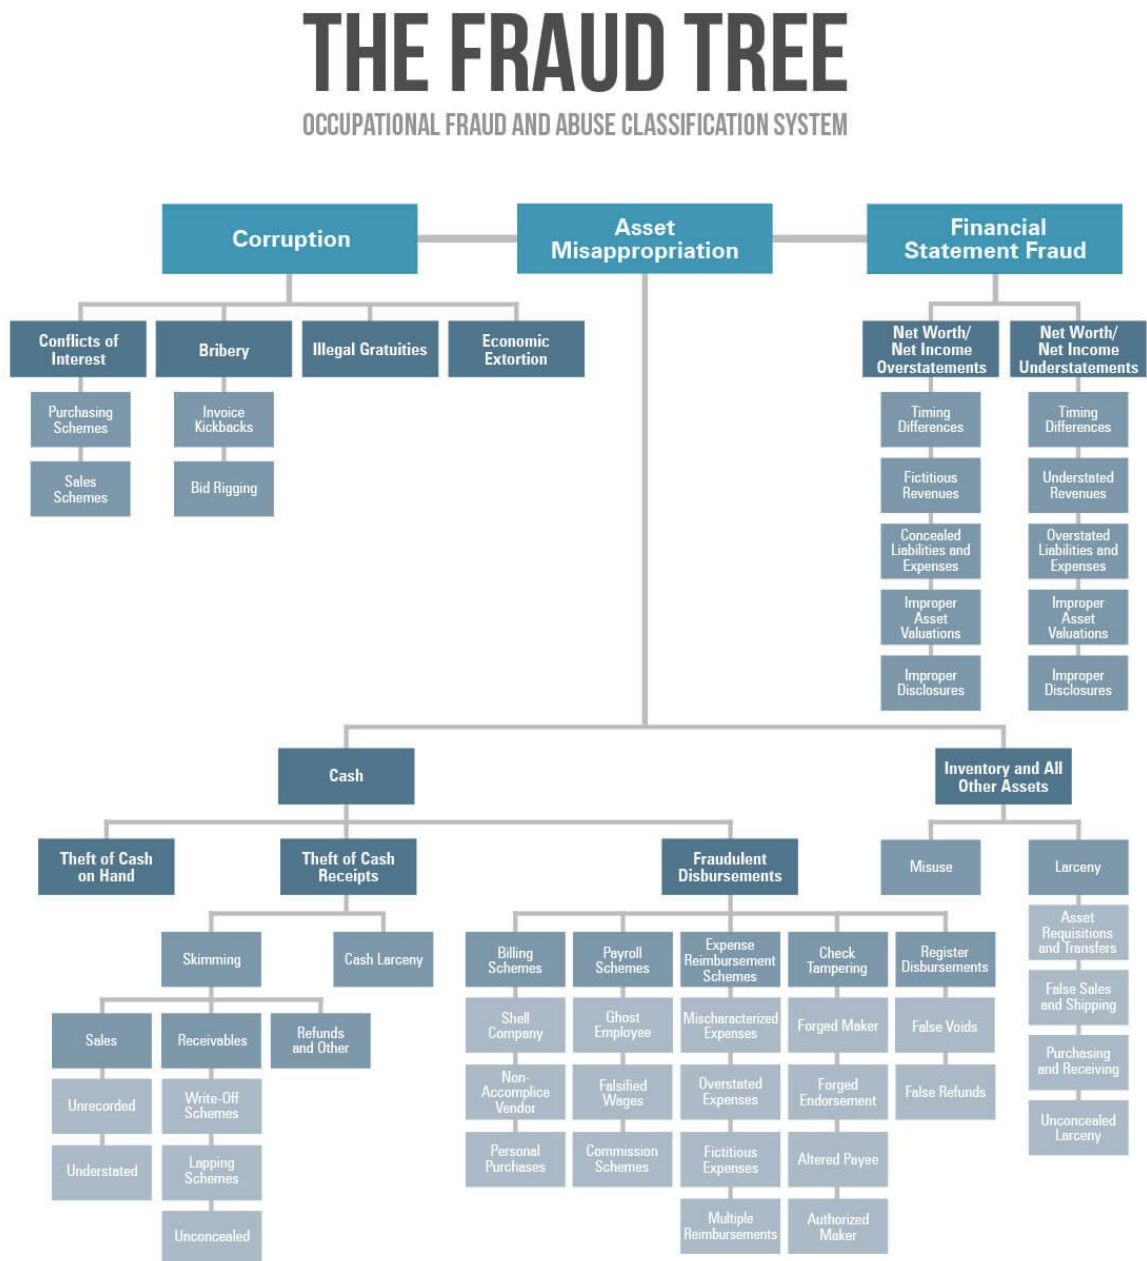 THE FRAUD TREE
OCCUPATIONAL FRAUD AND ABUSE CLASSIFICATION SYSTEM
Corruption
Asset
Misappropriation
Financial
Statement Fraud
Conflicts of
Interest
Bribery
Illegal Gratuities
Economic
Extortion
Net Worth/
Net Income
Overstatements
Net Worth/
Net Income
Understatements
Purchasing
Schemes
Sales
Schemes
Invoice
Kickbacks
Bid Rigging
Timing
Differences
Fictitious
Revenues
Concealed
Liabilities and
Expenses
Improper
Asset
Valuations
Improper
Disclosures
Timing
Differences
Understated
Revenues
Overstated
Liabilities and
Expenses
Improper
Asset
Valuations
Improper
Disclosures
Cash
Inventory and All
Other Assets
Theft of Cash
on Hand
Theft of Cash
Receipts
Fraudulent
Disbursements
Misuse
Larceny
Asset
Requisitions
and Transfers
False Sales
and Shipping
Purchasing
and Receiving
Unconcealed
Larceny
Skimming
Cash Larceny
Sales
Receivables
Refunds
and Other
Unrecorded
Understated
Write-Off
Schemes
Lapping
Schemes
Unconcealed
Billing
Schemes
Shell
Company
Non-
Accomplice
Vendor
Personal
Purchases
Payroll
Schemes
Ghost
Employee
Falsified
Wages
Commission
Schemes
Expense
Reimbursement
Schemes
Mischaracterized
Expenses
Overstated
Expenses
Fictitious
Expenses
Multiple
Reimbursements
Check
Tampering
Forged Maker
Forged
Endorsement
Altered Payee
Authorized
Maker
Register
Disbursements
False Voids
False Refunds